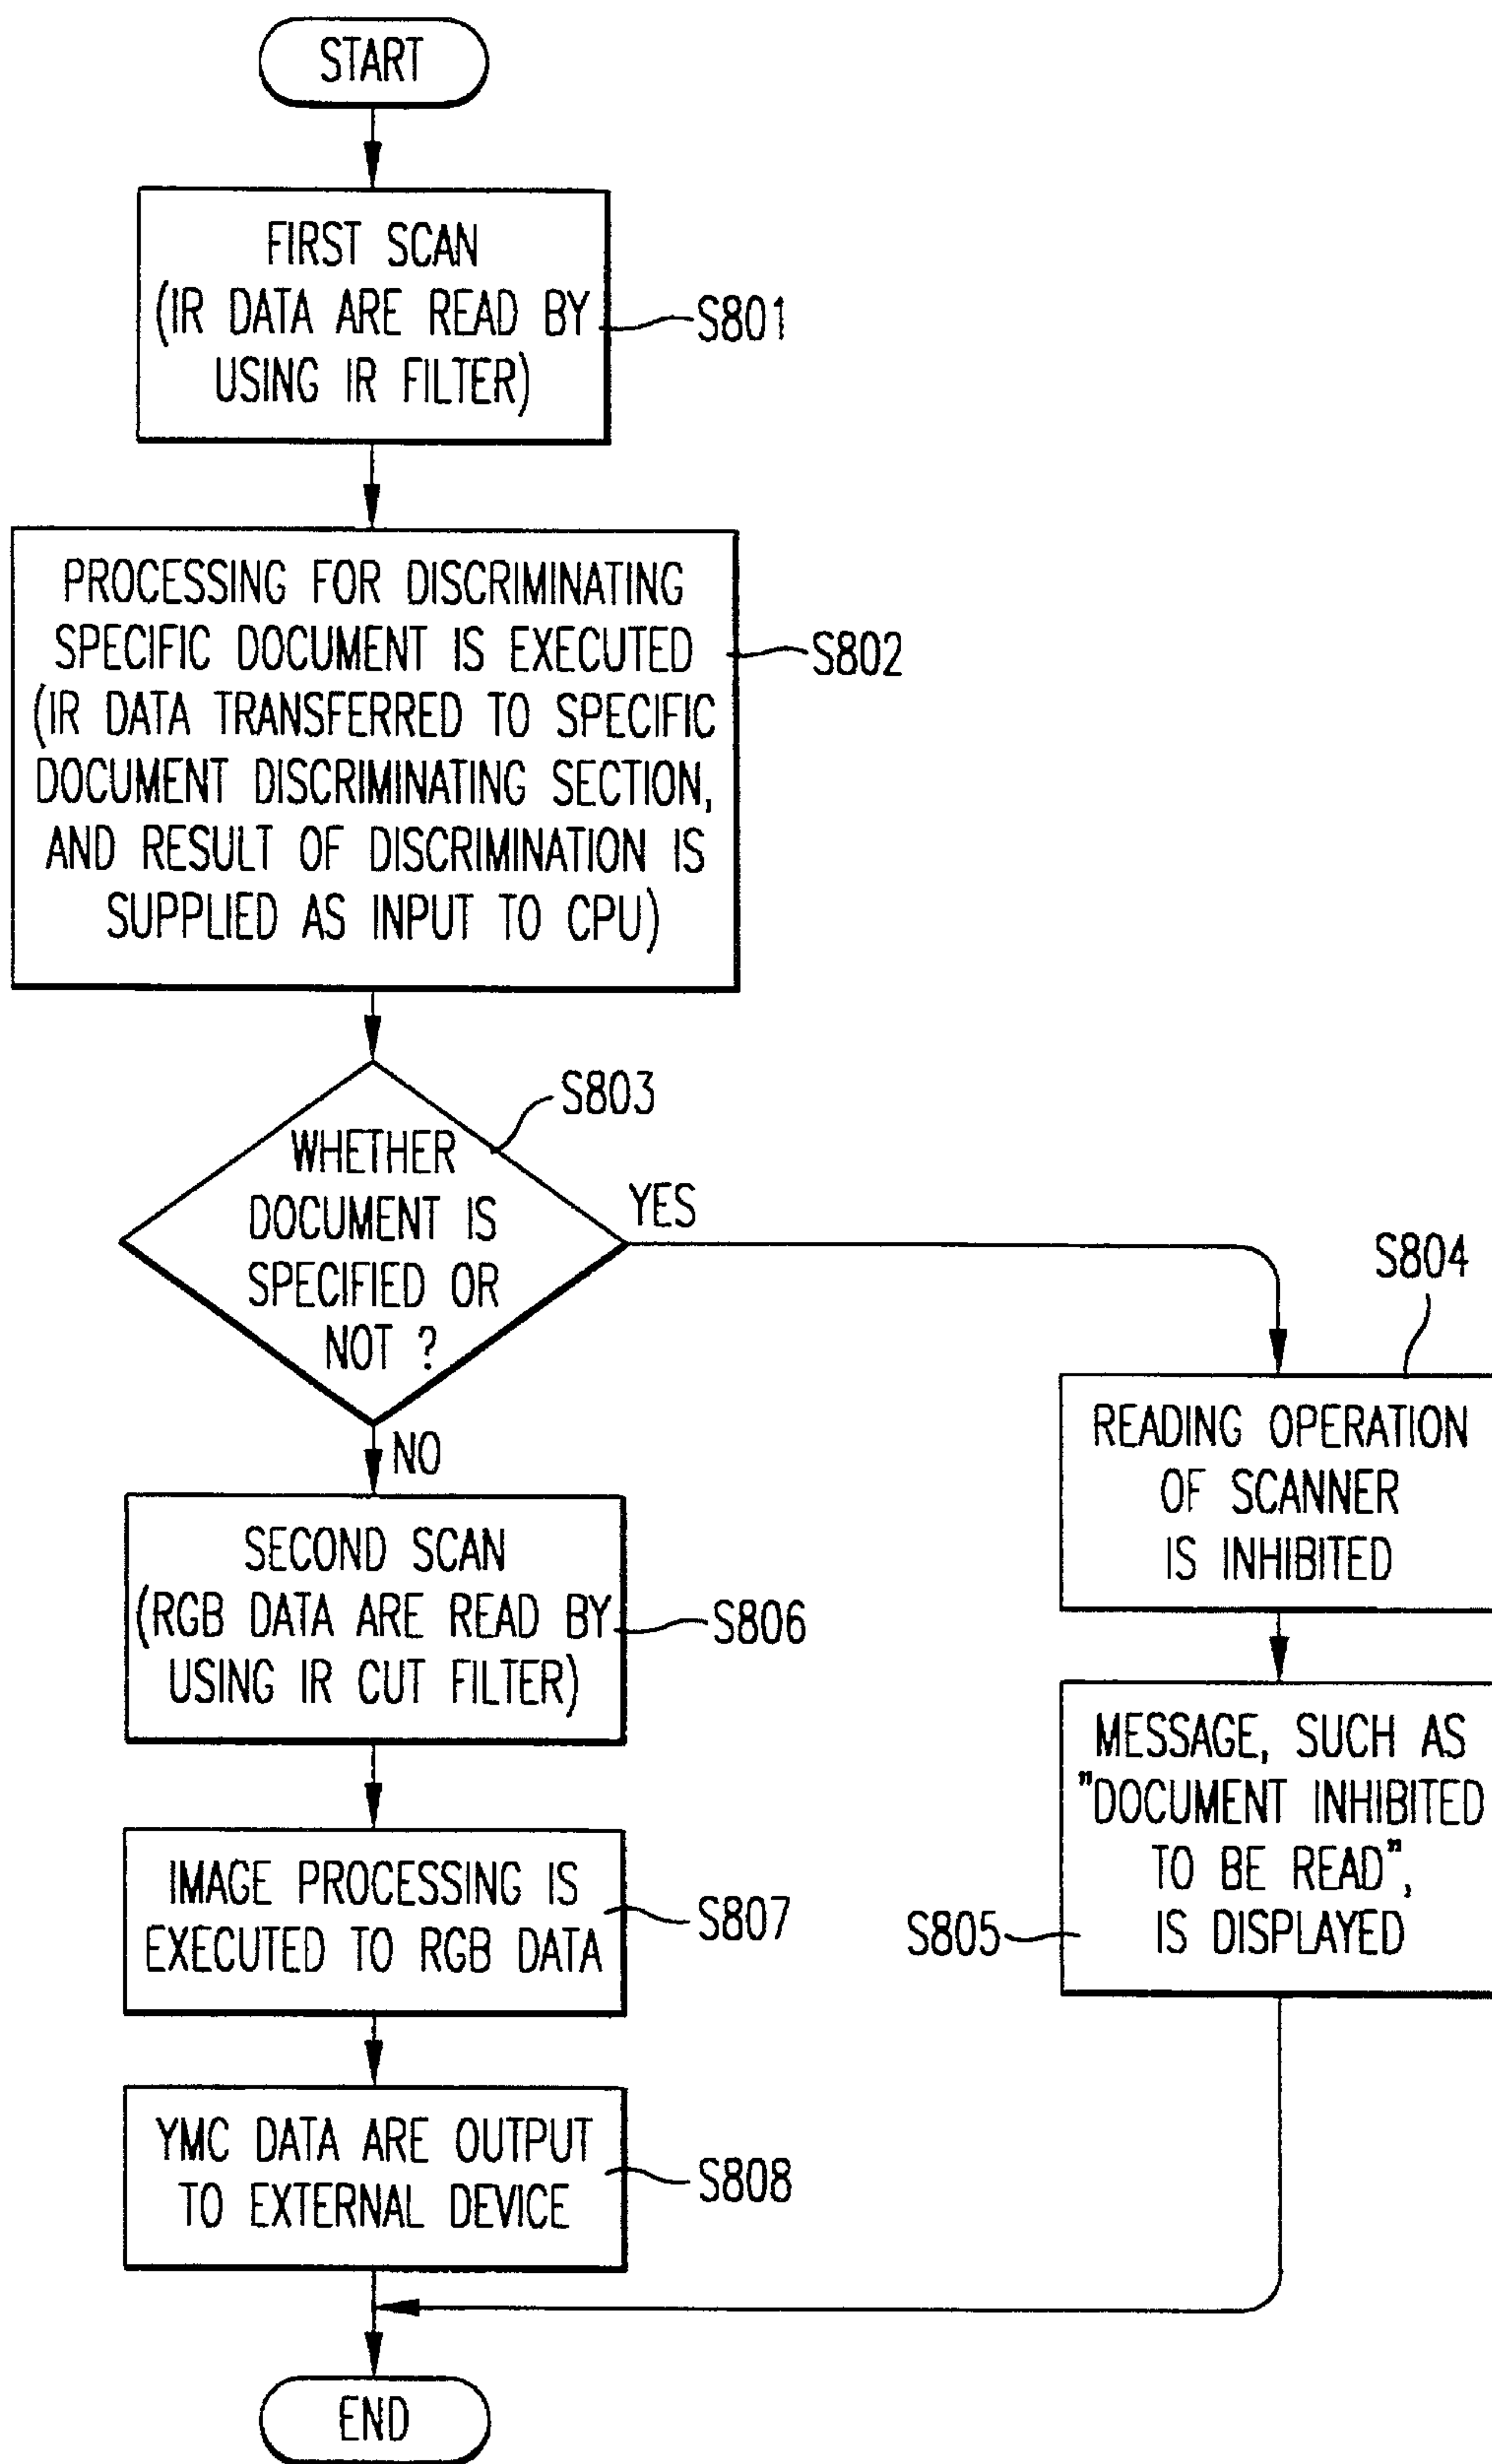 START
FIRST SCAN
(IR DATA ARE READ BY
USING IR FILTER)
S801
PROCESSING FOR DISCRIMINATING
SPECIFIC DOCUMENT IS EXECUTED
(IR DATA TRANSFERRED TO SPECIFIC
DOCUMENT DISCRIMINATING SECTION,
AND RESULT OF DISCRIMINATION IS
SUPPLIED AS INPUT TO CPU)
S802
S803
WHETHER
DOCUMENT IS
SPECIFIED OR
NOT ?
YES
NO
S804
READING OPERATION
OF SCANNER
IS INHIBITED
MESSAGE, SUCH AS
"DOCUMENT INHIBITED
TO BE READ",
IS DISPLAYED
S805
SECOND SCAN
(RGB DATA ARE READ BY
USING IR CUT FILTER)
S806
IMAGE PROCESSING IS
EXECUTED TO RGB DATA
S807
YMC DATA ARE OUTPUT
TO EXTERNAL DEVICE
S808
END